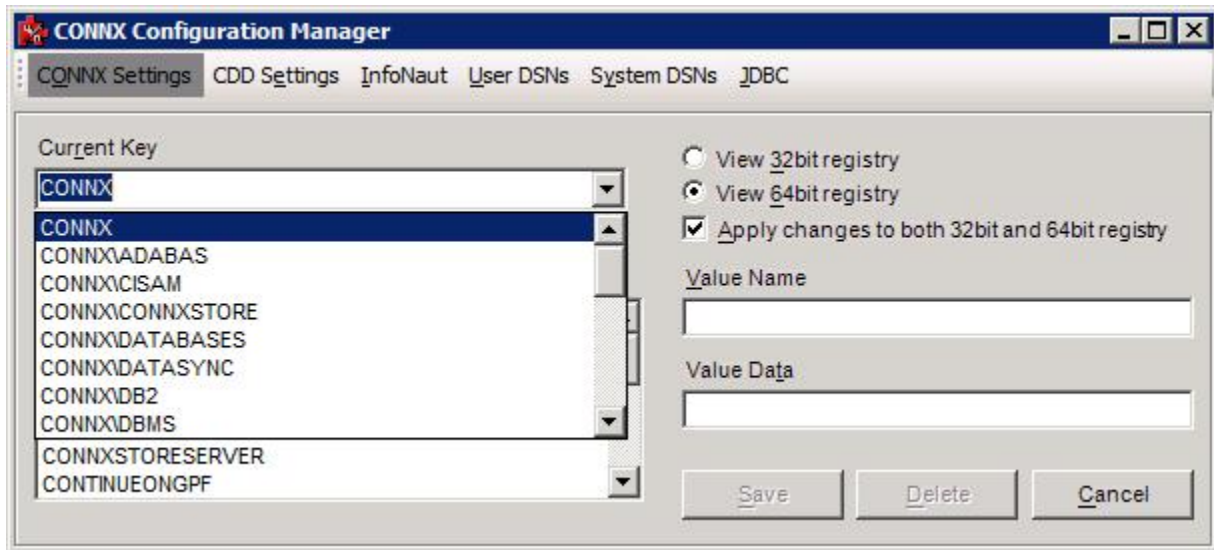 CONNX Configuration Manager
CONNX Settings CDD Settings InfoNaut User DSNs System DSNs JDBC
Current Key
CONNX
CONNX
CONNX\ADABAS
CONNX\CISAM
CONNX\CONNXSTORE
CONNX\DATABASES
CONNX\DATASYNC
CONNX\DB2
CONNX\DBMS
CONNXSTORESERVER
CONTINUEONGPF
View 32bit registry
View 64bit registry
Apply changes to both 32bit and 64bit registry
Value Name
Value Data
Save Delete Cancel